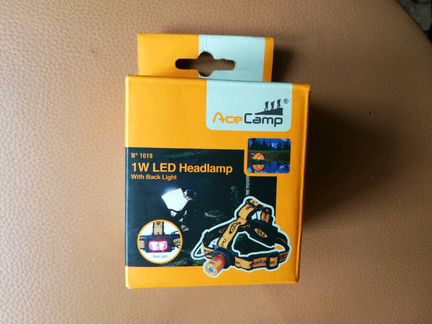 AceCamp®
N° 1019
1W LED Headlamp
With Back Light